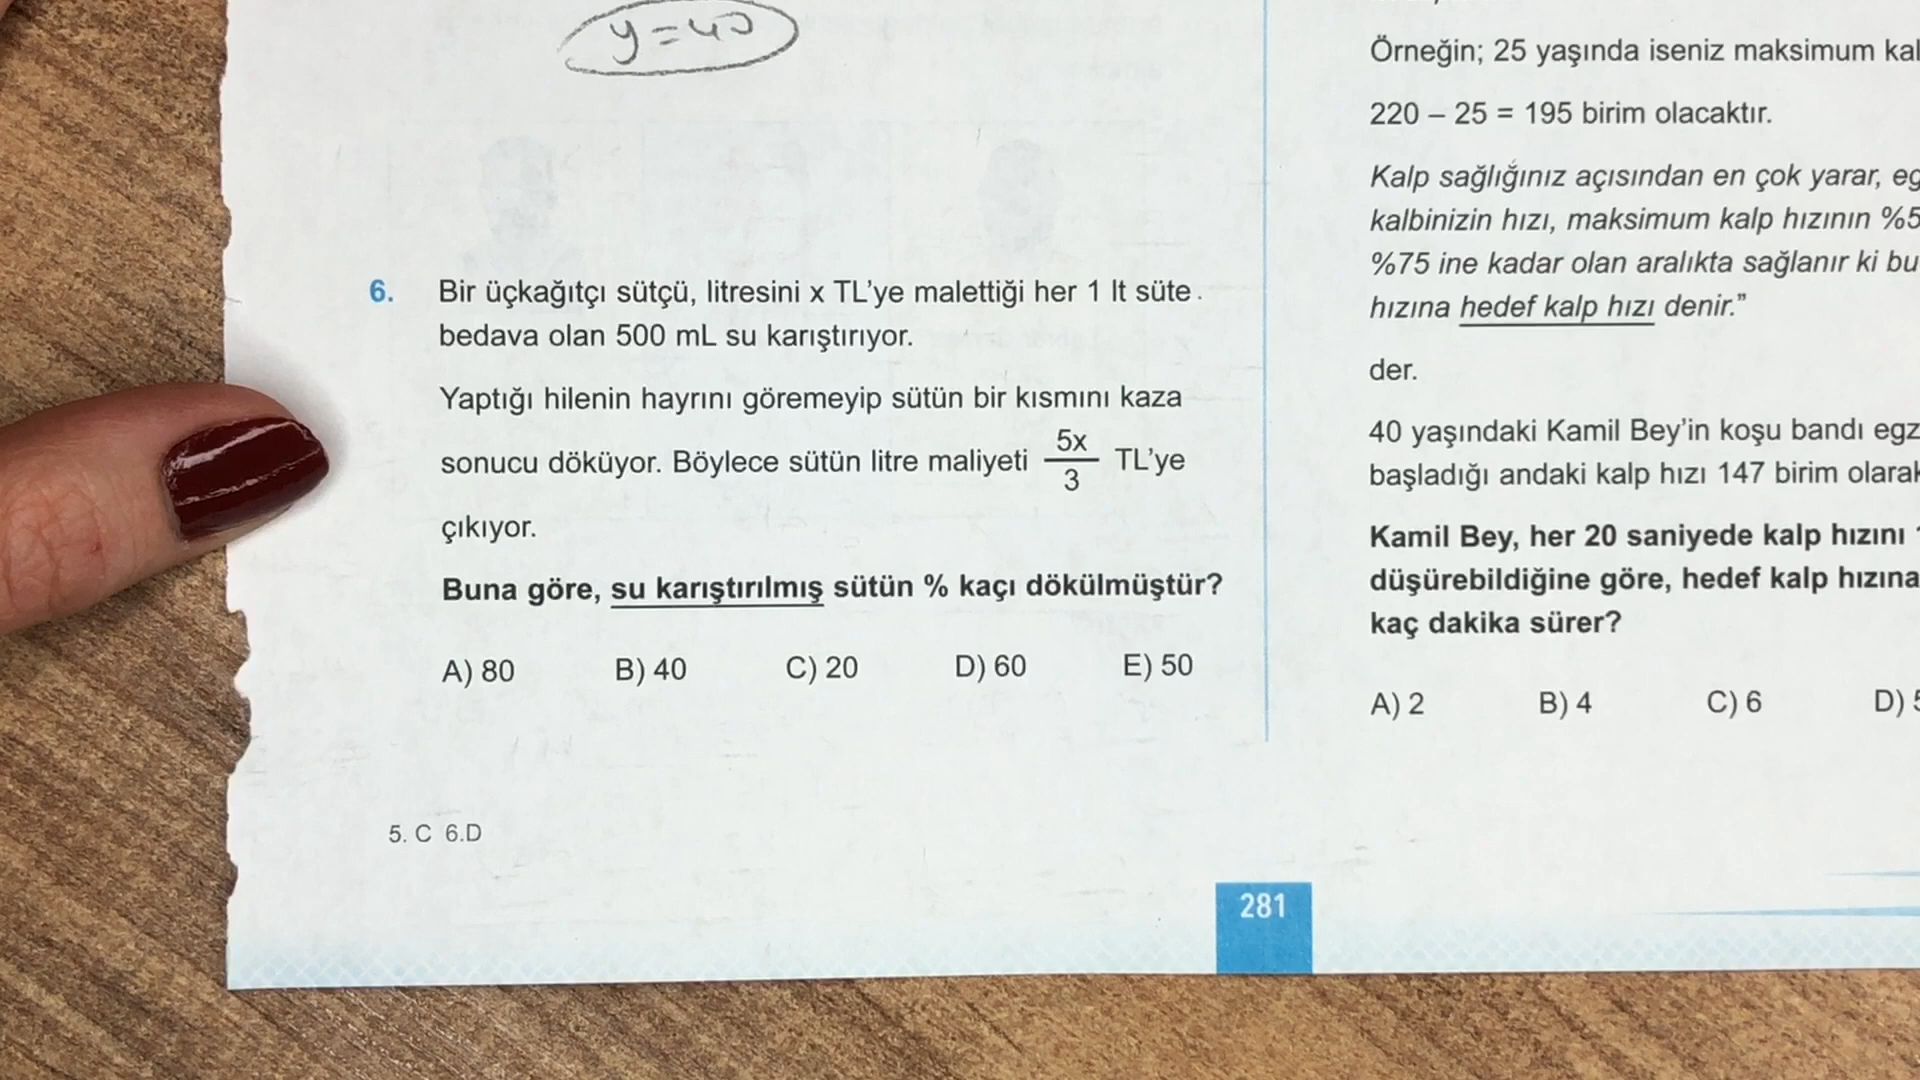 y=40
6. Bir üçkağıtçı sütçü, litresini x TL'ye malettiği her 1 lt süte.
bedava olan 500 mL su karıştırıyor.
Yaptığı hilenin hayrını göremeyip sütün bir kısmını kaza
sonucu döküyor. Böylece sütün litre maliyeti 5x/3 TL'ye
çıkıyor.
Buna göre, su karıştırılmış sütün % kaçı dökülmüştür?
A) 80 B) 40 C) 20 D) 60 E) 50
5. C 6.D
281
Örneğin; 25 yaşında iseniz maksimum
220 – 25 = 195 birim olacaktır.
Kalp sağlığınız açısından en çok yarar,
kalbinizin hızı, maksimum kalp hızının
%75 ine kadar olan aralıkta sağlanır ki bu
hızına hedef kalp hızı denir."
der.
40 yaşındaki Kamil Bey'in koşu bandı
başladığı andaki kalp hızı 147 birim
Kamil Bey, her 20 saniyede kalp hızını
düşürebildiğine göre, hedef kalp hızına
kaç dakika sürer?
A) 2 B) 4 C) 6 D)